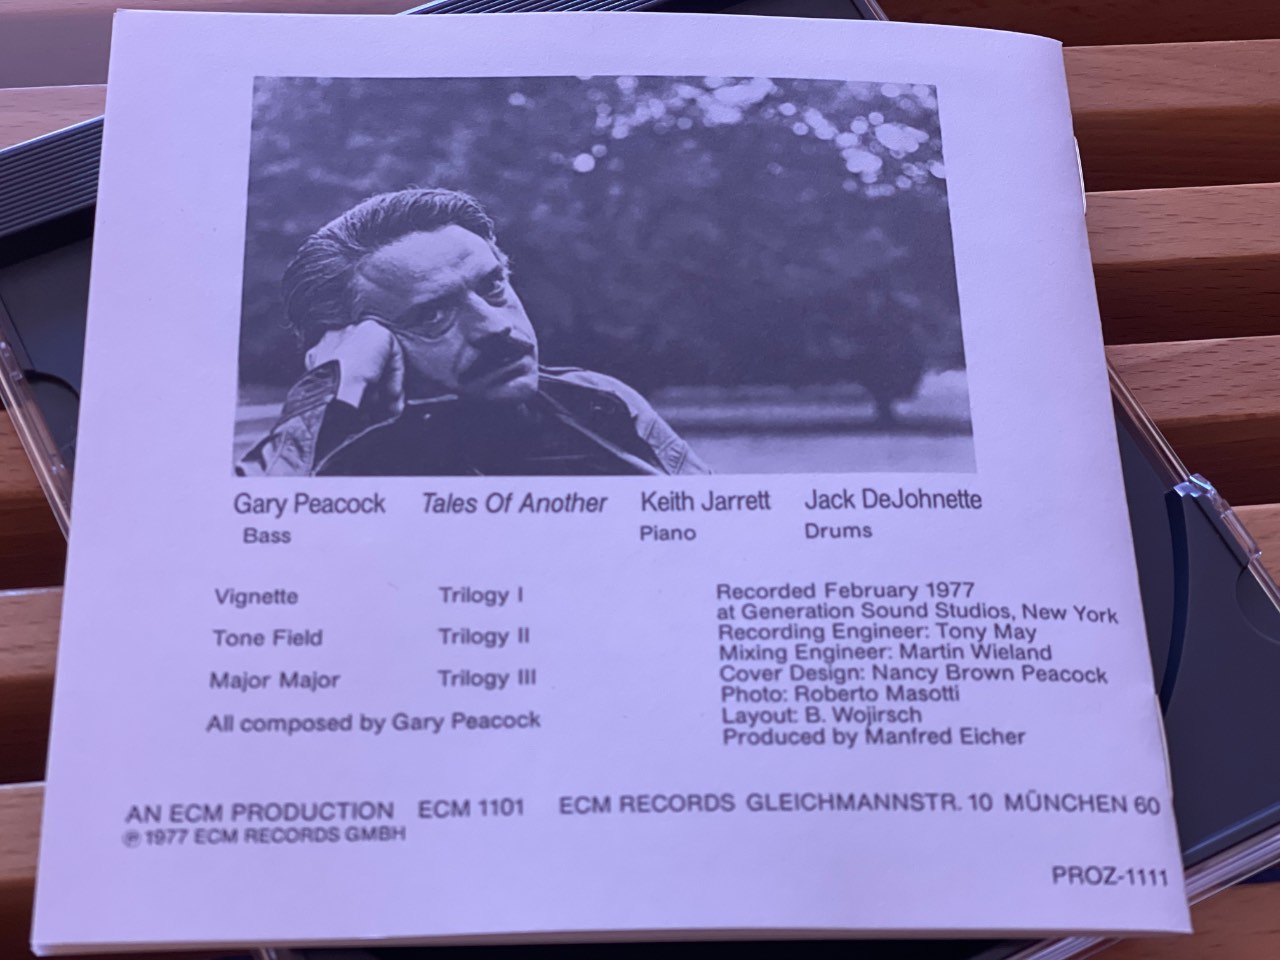 Gary Peacock Tales Of Another Keith Jarrett Jack DeJohnette
Bass Piano Drums
Vignette Trilogy I
Tone Field Trilogy II
Major Major Trilogy III
All composed by Gary Peacock
Recorded February 1977
at Generation Sound Studios, New York
Recording Engineer: Tony May
Mixing Engineer: Martin Wieland
Cover Design: Nancy Brown Peacock
Photo: Roberto Masotti
Layout: B. Wojirsch
Produced by Manfred Eicher
AN ECM PRODUCTION ECM 1101 ECM RECORDS GLEICHMANNSTR. 10 MÜNCHEN 60
℗ 1977 ECM RECORDS GMBH
PROZ-1111